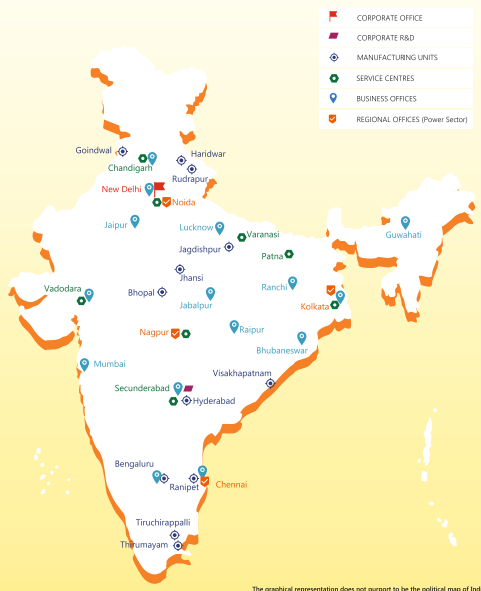 CORPORATE OFFICE
CORPORATE R&D
MANUFACTURING UNITS
SERVICE CENTRES
BUSINESS OFFICES
REGIONAL OFFICES (Power Sector)
Goindwal
Haridwar
Chandigarh
Rudrapur
New Delhi
Noida
Jaipur
Lucknow
Varanasi
Guwahati
Jagdishpur
Patna
Jhansi
Vadodara
Bhopal
Ranchi
Jabalpur
Kolkata
Nagpur
Raipur
Bhubaneswar
Mumbai
Visakhapatnam
Secunderabad
Hyderabad
Bengaluru
Ranipet
Chennai
Tiruchirappalli
Thirumayam
The graphical representation does not purport to be the political map of Ind